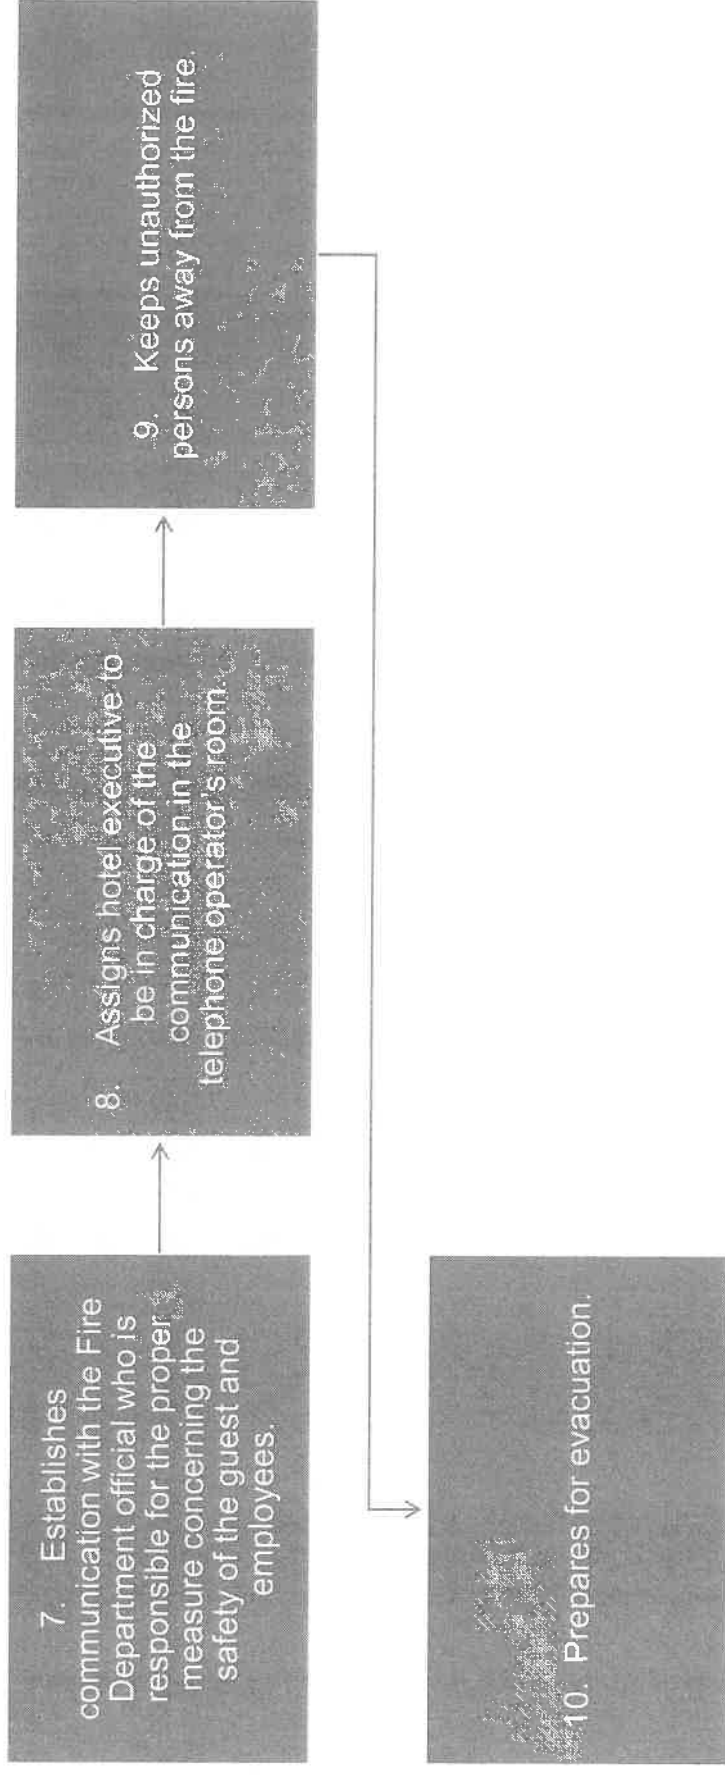 7. Establishes
communication with the Fire
Department official who is
responsible for the proper
measure concerning the
safety of the guest and
employees.
8. Assigns hotel executive to
be in charge of the
communication in the
telephone operator's room.
9. Keeps unauthorized
persons away from the fire.
10. Prepares for evacuation.